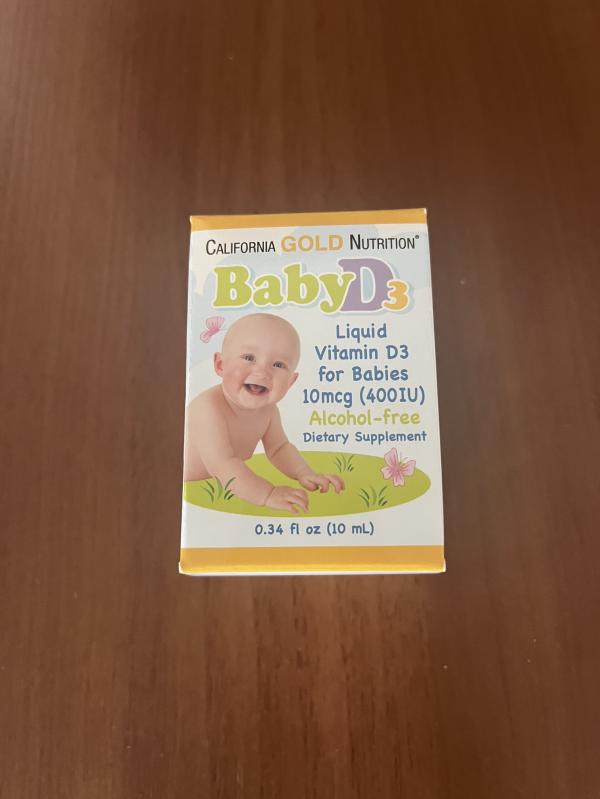 CALIFORNIA GOLD NUTRITION®
BabyD3
Liquid
Vitamin D3
for Babies
10mcg (400IU)
Alcohol-free
Dietary Supplement
0.34 fl oz (10 mL)